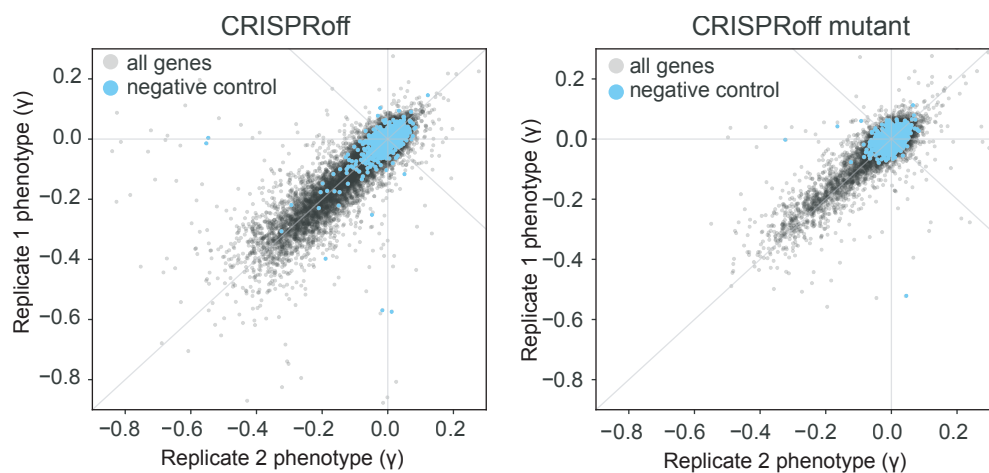 CRISPRoff
all genes
negative control
0.2
0.0
−0.2
−0.4
−0.6
−0.8
Replicate 1 phenotype (γ)
−0.8 −0.6 −0.4 −0.2 0.0 0.2
Replicate 2 phenotype (γ)
CRISPRoff mutant
all genes
negative control
0.2
0.0
−0.2
−0.4
−0.6
−0.8
Replicate 1 phenotype (γ)
−0.8 −0.6 −0.4 −0.2 0.0 0.2
Replicate 2 phenotype (γ)